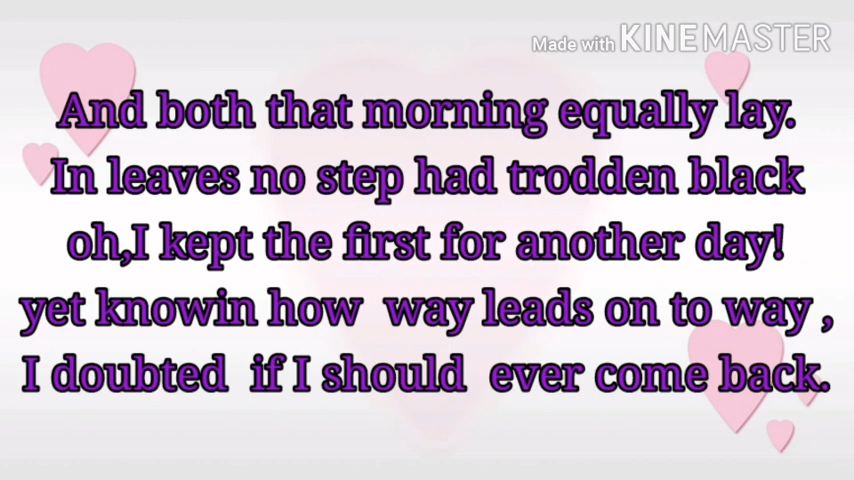 Made with KINEMASTER
And both that morning equally lay.
In leaves no step had trodden black
oh,I kept the first for another day!
yet knowin how way leads on to way ,
I doubted if I should ever come back.